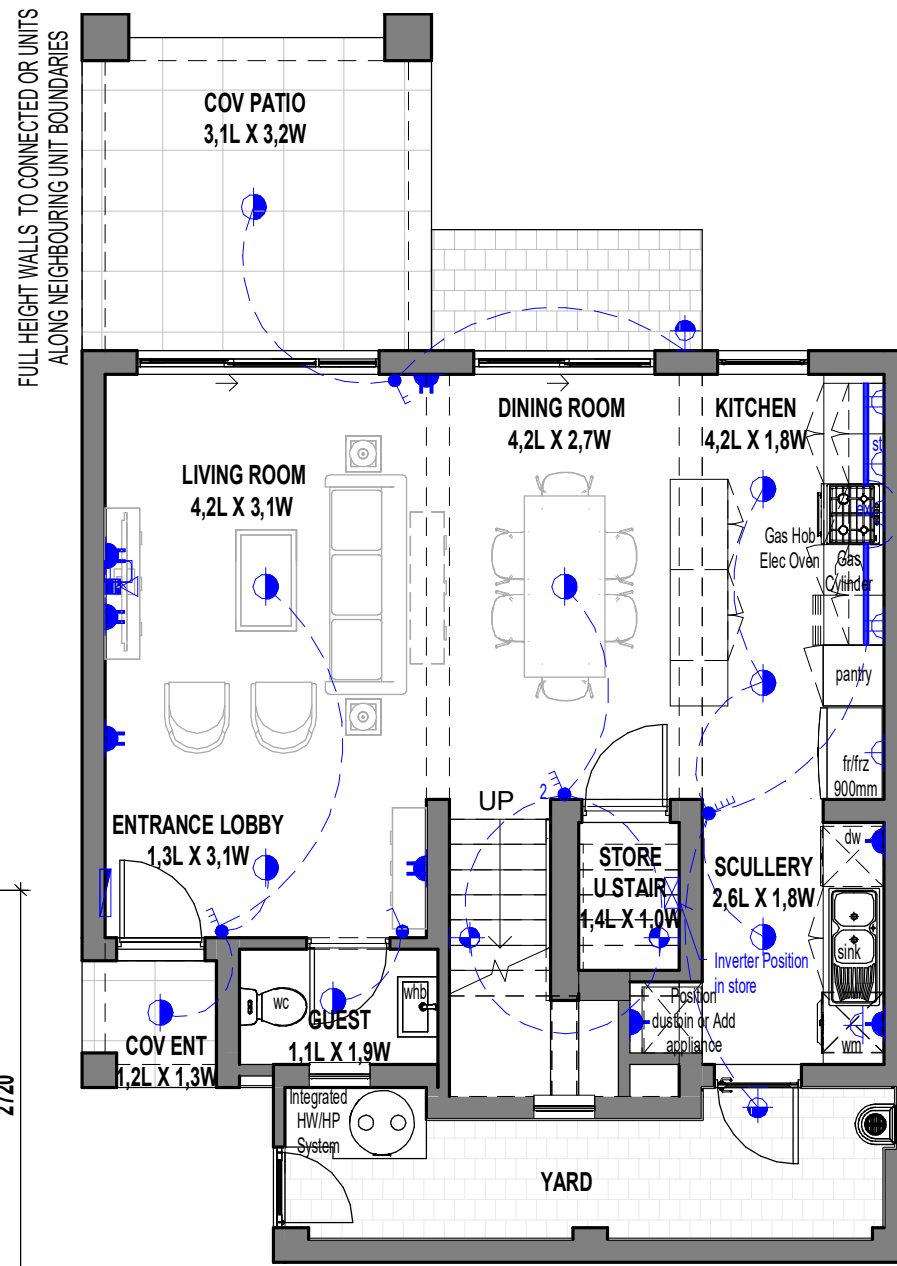 FULL HEIGHT WALLS TO CONNECTED OR UNITS
ALONG NEIGHBOURING UNIT BOUNDARIES
COV PATIO
3,1L X 3,2W
DINING ROOM
4,2L X 2,7W
KITCHEN
4,2L X 1,8W
LIVING ROOM
4,2L X 3,1W
st
ex
Gas Hob
Elec Oven
Gas
Cylinder
pantry
fr/frz
900mm
2
UP
ENTRANCE LOBBY
1,3L X 3,1W
STORE
U STAIR
1,4L X 1,0W
SCULLERY
2,6L X 1,8W
dw
sink
Inverter Position
in store
Position
dustbin or Add
appliance
wm
wc
whb
GUEST
1,1L X 1,9W
COV ENT
1,2L X 1,3W
2720
Integrated
HW/HP
System
YARD